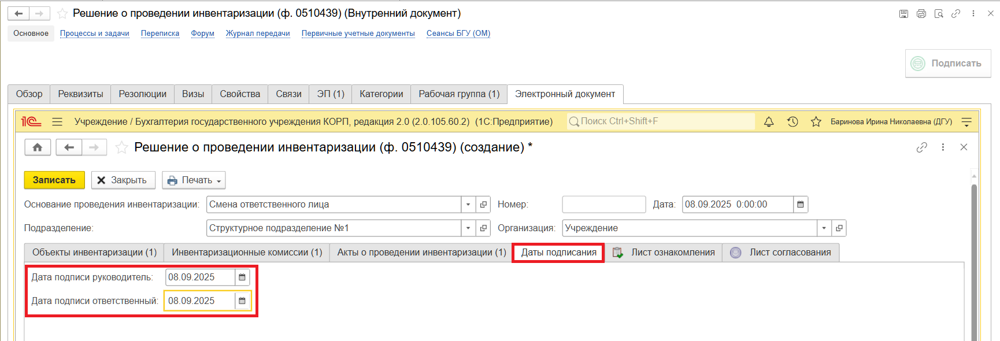 Решение о проведении инвентаризации (ф. 0510439) (Внутренний документ)
Основное Процессы и задачи Переписка Форум Журнал передачи Первичные учетные документы Сеансы БГУ (ОМ)
Подписать
Обзор Реквизиты Резолюции Визы Свойства Связи ЭП (1) Категории Рабочая группа (1) Электронный документ
1С Учреждение / Бухгалтерия государственного учреждения КОРП, редакция 2.0 (2.0.105.60.2) (1С:Предприятие) Поиск Ctrl+Shift+F Баринова Ирина Николаевна (ДГУ)
Решение о проведении инвентаризации (ф. 0510439) (создание) *
Записать Закрыть Печать
Основание проведения инвентаризации: Смена ответственного лица Номер: Дата: 08.09.2025 0:00:00
Подразделение: Структурное подразделение №1 Организация: Учреждение
Объекты инвентаризации (1) Инвентаризационные комиссии (1) Акты о проведении инвентаризации (1) Даты подписания Лист ознакомления Лист согласования
Дата подписи руководитель: 08.09.2025
Дата подписи ответственный: 08.09.2025